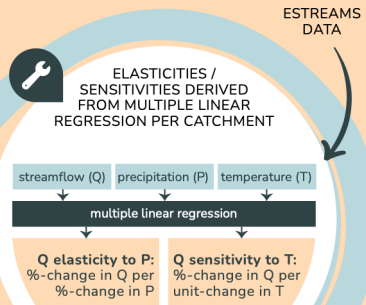 ESTREAMS
DATA
ELASTICITIES /
SENSITIVITIES DERIVED
FROM MULTIPLE LINEAR
REGRESSION PER CATCHMENT
streamflow (Q)
precipitation (P)
temperature (T)
multiple linear regression
Q elasticity to P:
%-change in Q per
%-change in P
Q sensitivity to T:
%-change in Q per
unit-change in T